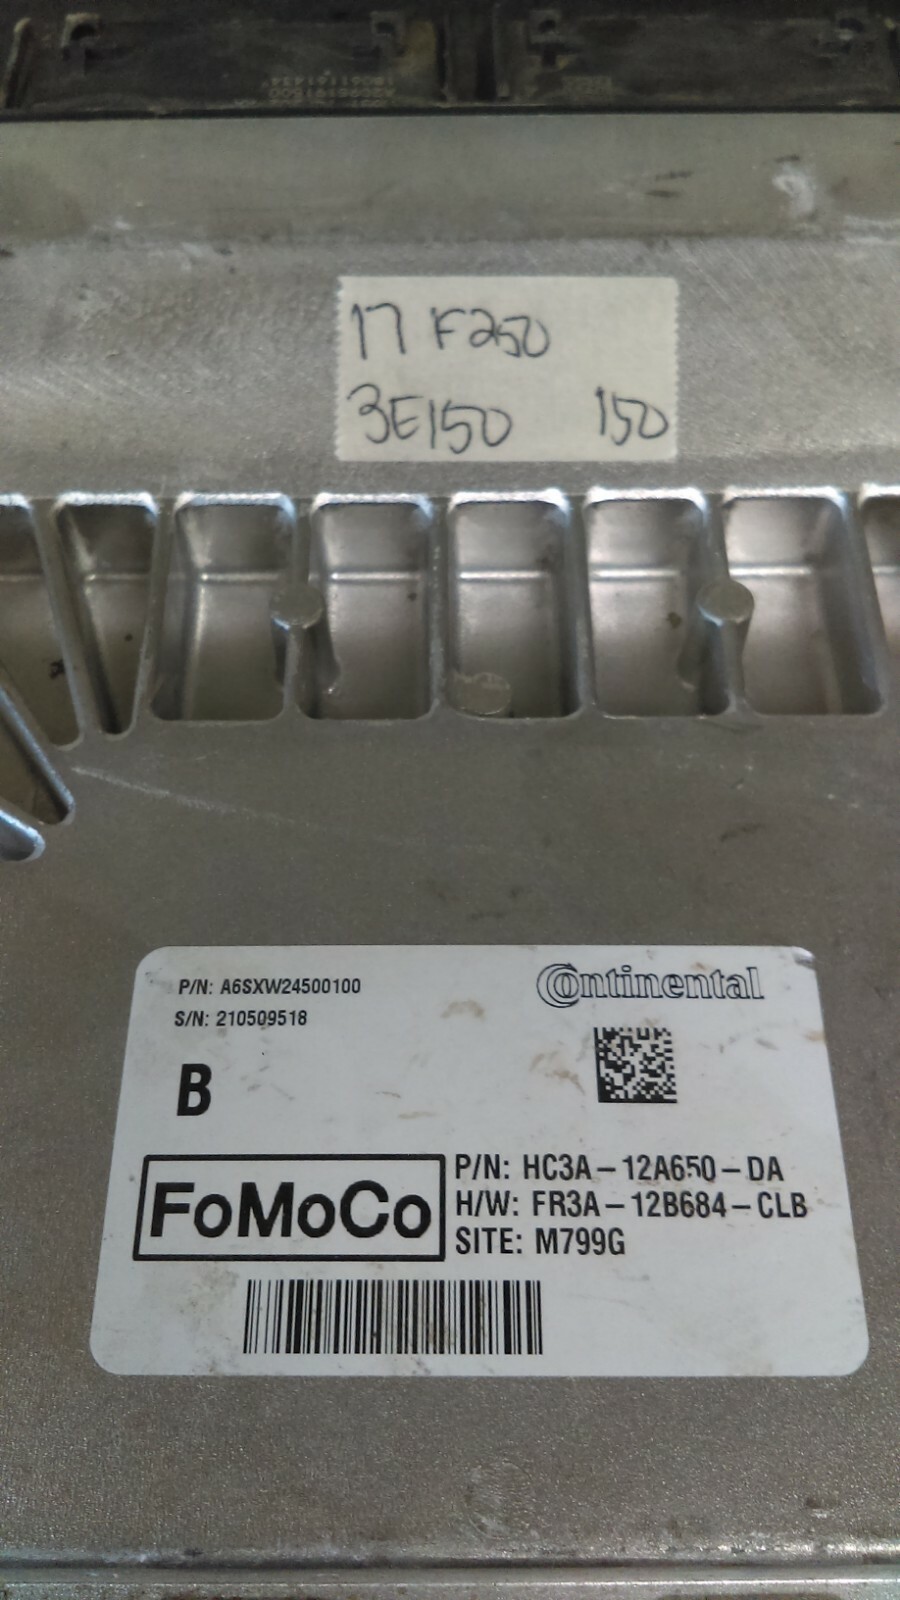 17 F250
3E150 150
P/N: A6SXW24500100
Continental
S/N: 210509518
B
FoMoCo
P/N: HC3A-12A650-DA
H/W: FR3A-12B684-CLB
SITE: M799G